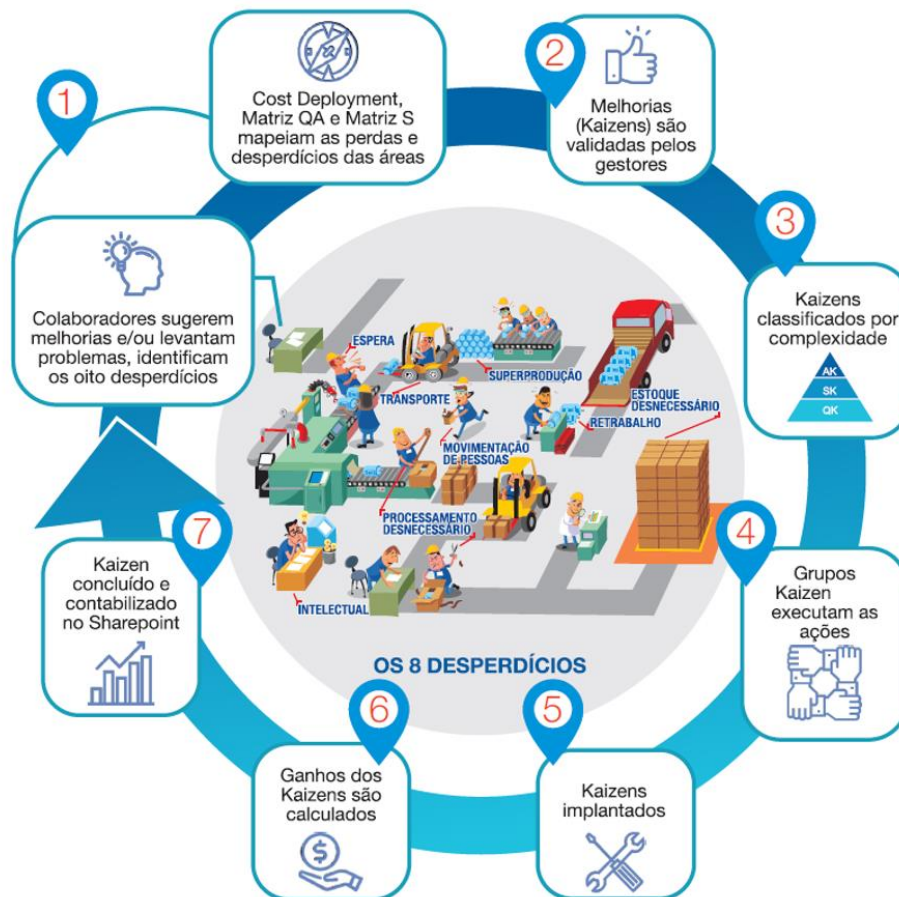 1
Cost Deployment,
Matriz QA e Matriz S
mapeiam as perdas e
desperdícios das áreas
Colaboradores sugerem
melhorias e/ou levantam
problemas, identificam
os oito desperdícios
2
Melhorias
(Kaizens) são
validadas pelos
gestores
3
Kaizens
classificados por
complexidade
AK
SK
QK
4
Grupos
Kaizen
executam as
ações
5
Kaizens
implantados
6
Ganhos dos
Kaizens são
calculados
$
7
Kaizen
concluído e
contabilizado
no Sharepoint
ESPERA
TRANSPORTE
SUPERPRODUÇÃO
ESTOQUE
DESNECESSÁRIO
RETRABALHO
MOVIMENTAÇÃO
DE PESSOAS
PROCESSAMENTO
DESNECESSÁRIO
INTELECTUAL
OS 8 DESPERDÍCIOS